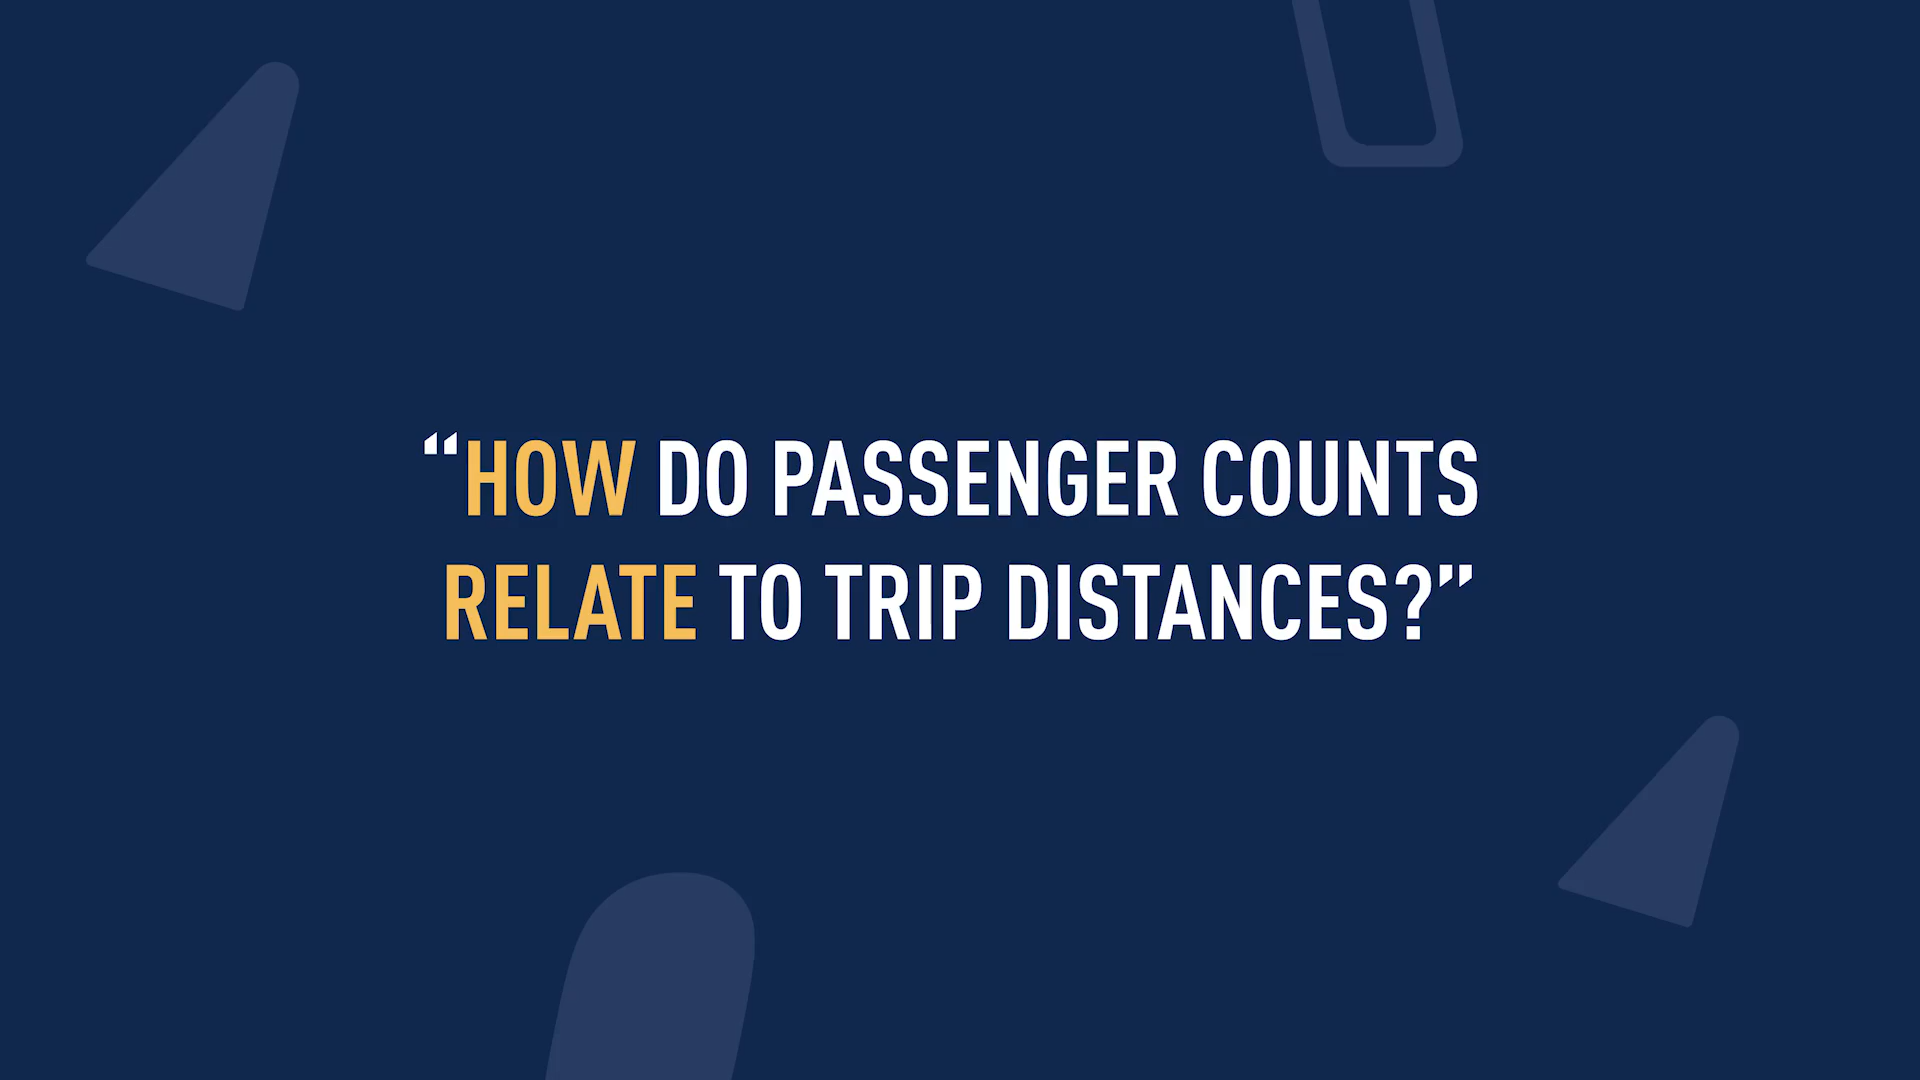 “HOW DO PASSENGER COUNTS
RELATE TO TRIP DISTANCES?”